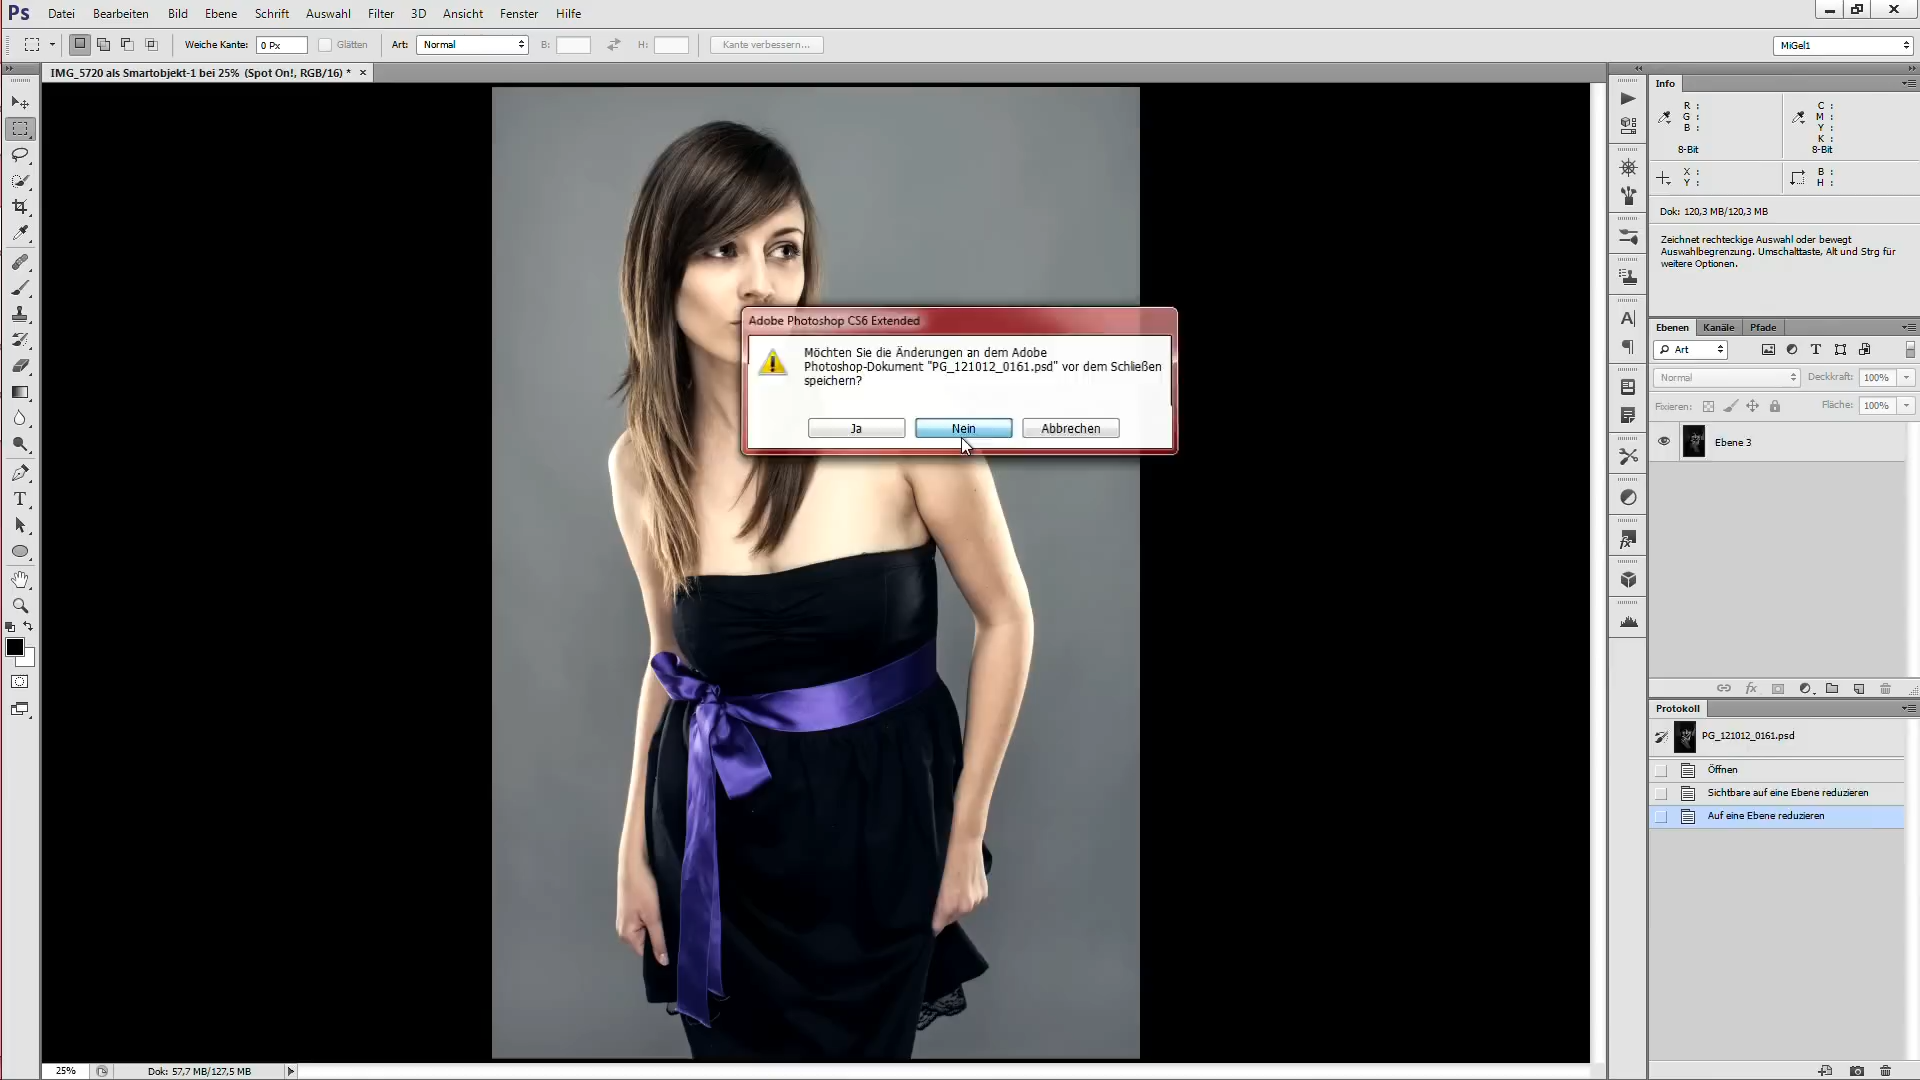 Ps Datei Bearbeiten Bild Ebene Schrift Auswahl Filter 3D Ansicht Fenster Hilfe
Weiche Kante: 0 Px Glätten Art: Normal B: H: Kante verbessern... MiGel1
IMG_5720 als Smartobjekt-1 bei 25% (Spot On!, RGB/16) * ×
Info
R : C :
G : M :
B : Y :
K :
8-Bit 8-Bit
X : B :
Y : H :
Dok: 120,3 MB/120,3 MB
Zeichnet rechteckige Auswahl oder bewegt
Auswahlbegrenzung. Umschalttaste, Alt und Strg für
weitere Optionen.
Adobe Photoshop CS6 Extended
Möchten Sie die Änderungen an dem Adobe
Photoshop-Dokument "PG_121012_0161.psd" vor dem Schließen
speichern?
Ja Nein Abbrechen
Ebenen Kanäle Pfade
Art
Normal Deckkraft: 100%
Fixieren: Fläche: 100%
Ebene 3
Protokoll
PG_121012_0161.psd
Öffnen
Sichtbare auf eine Ebene reduzieren
Auf eine Ebene reduzieren
25% Dok: 57,7 MB/127,5 MB